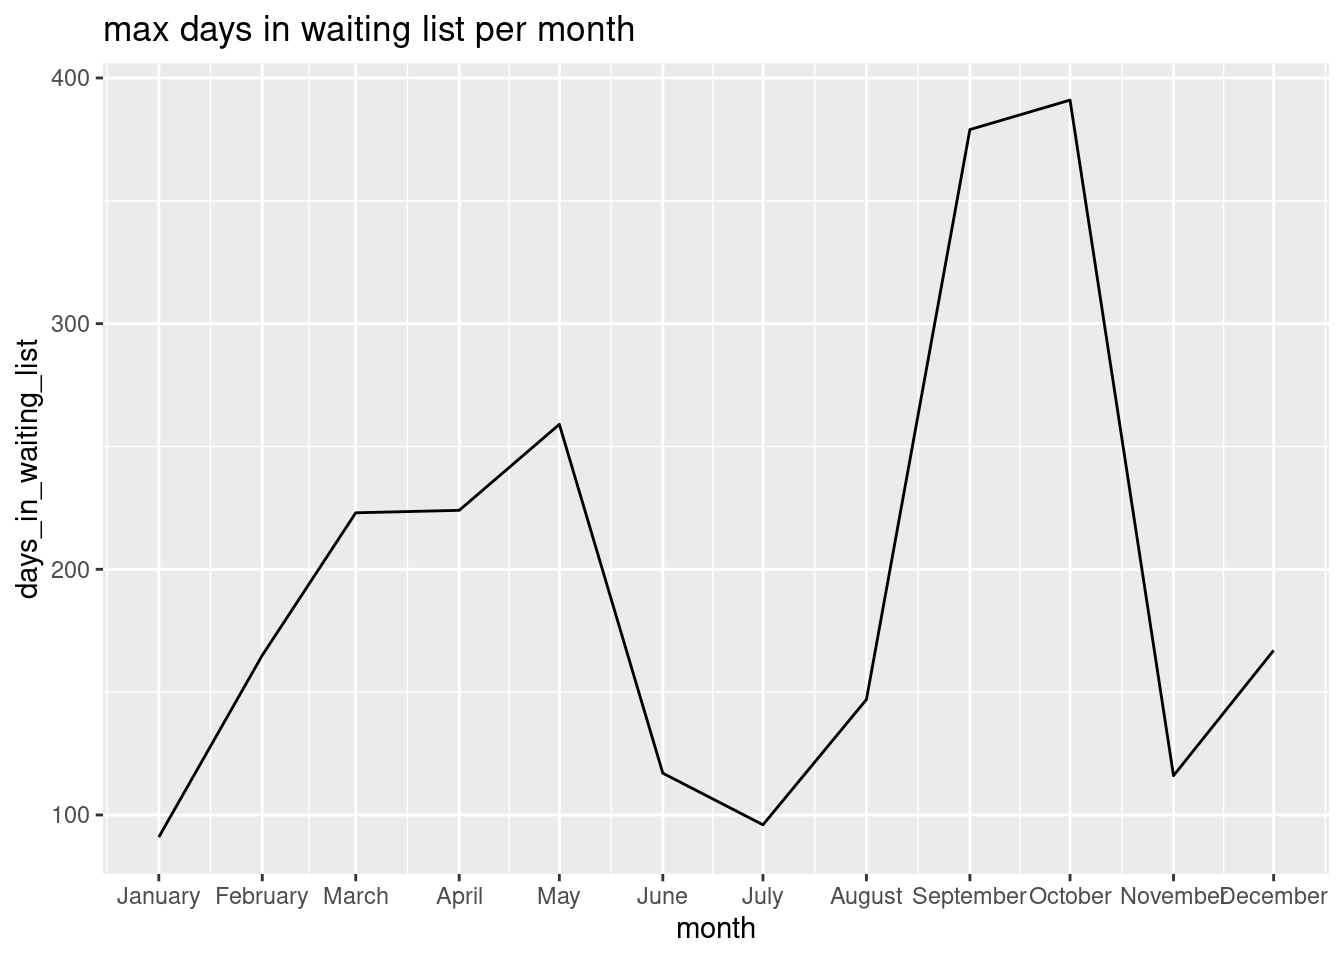 max days in waiting list per month
400
300
200
100
days_in_waiting_list
January February March April May June July August September October November December
month